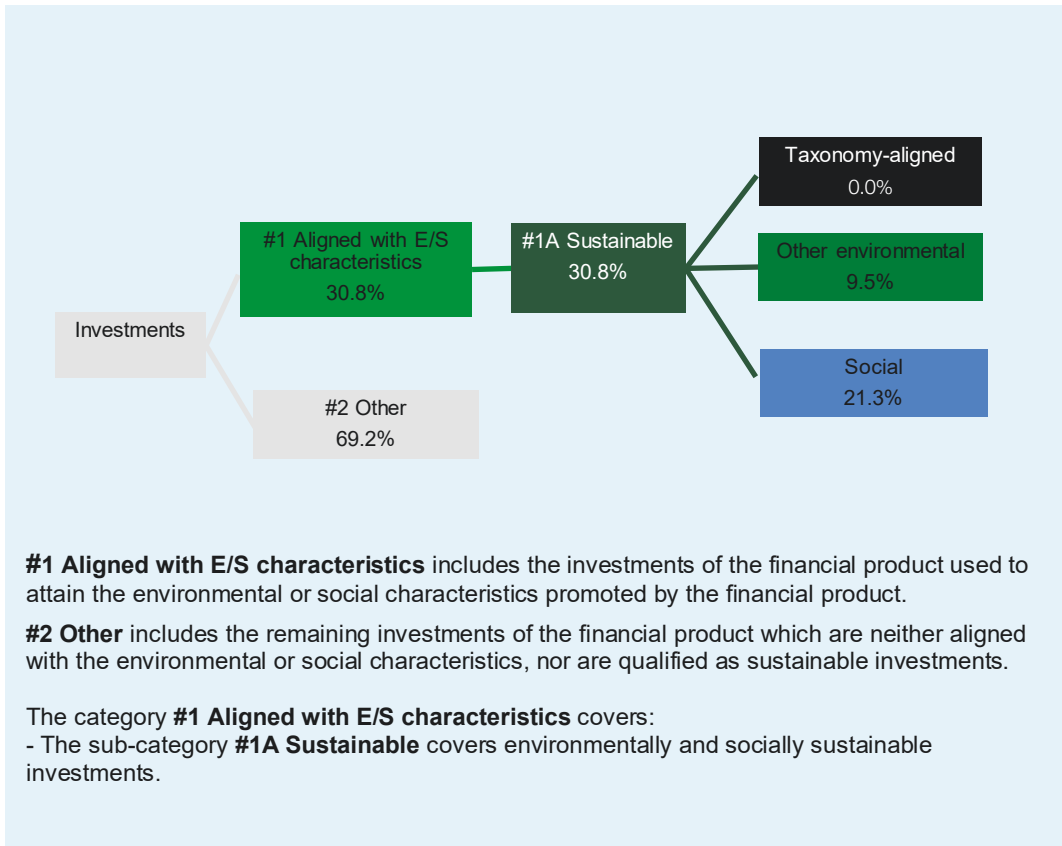 Taxonomy-aligned
0.0%
#1 Aligned with E/S
characteristics
30.8%
#1A Sustainable
30.8%
Other environmental
9.5%
Investments
Social
21.3%
#2 Other
69.2%
#1 Aligned with E/S characteristics includes the investments of the financial product used to
attain the environmental or social characteristics promoted by the financial product.
#2 Other includes the remaining investments of the financial product which are neither aligned
with the environmental or social characteristics, nor are qualified as sustainable investments.
The category #1 Aligned with E/S characteristics covers:
- The sub-category #1A Sustainable covers environmentally and socially sustainable
investments.